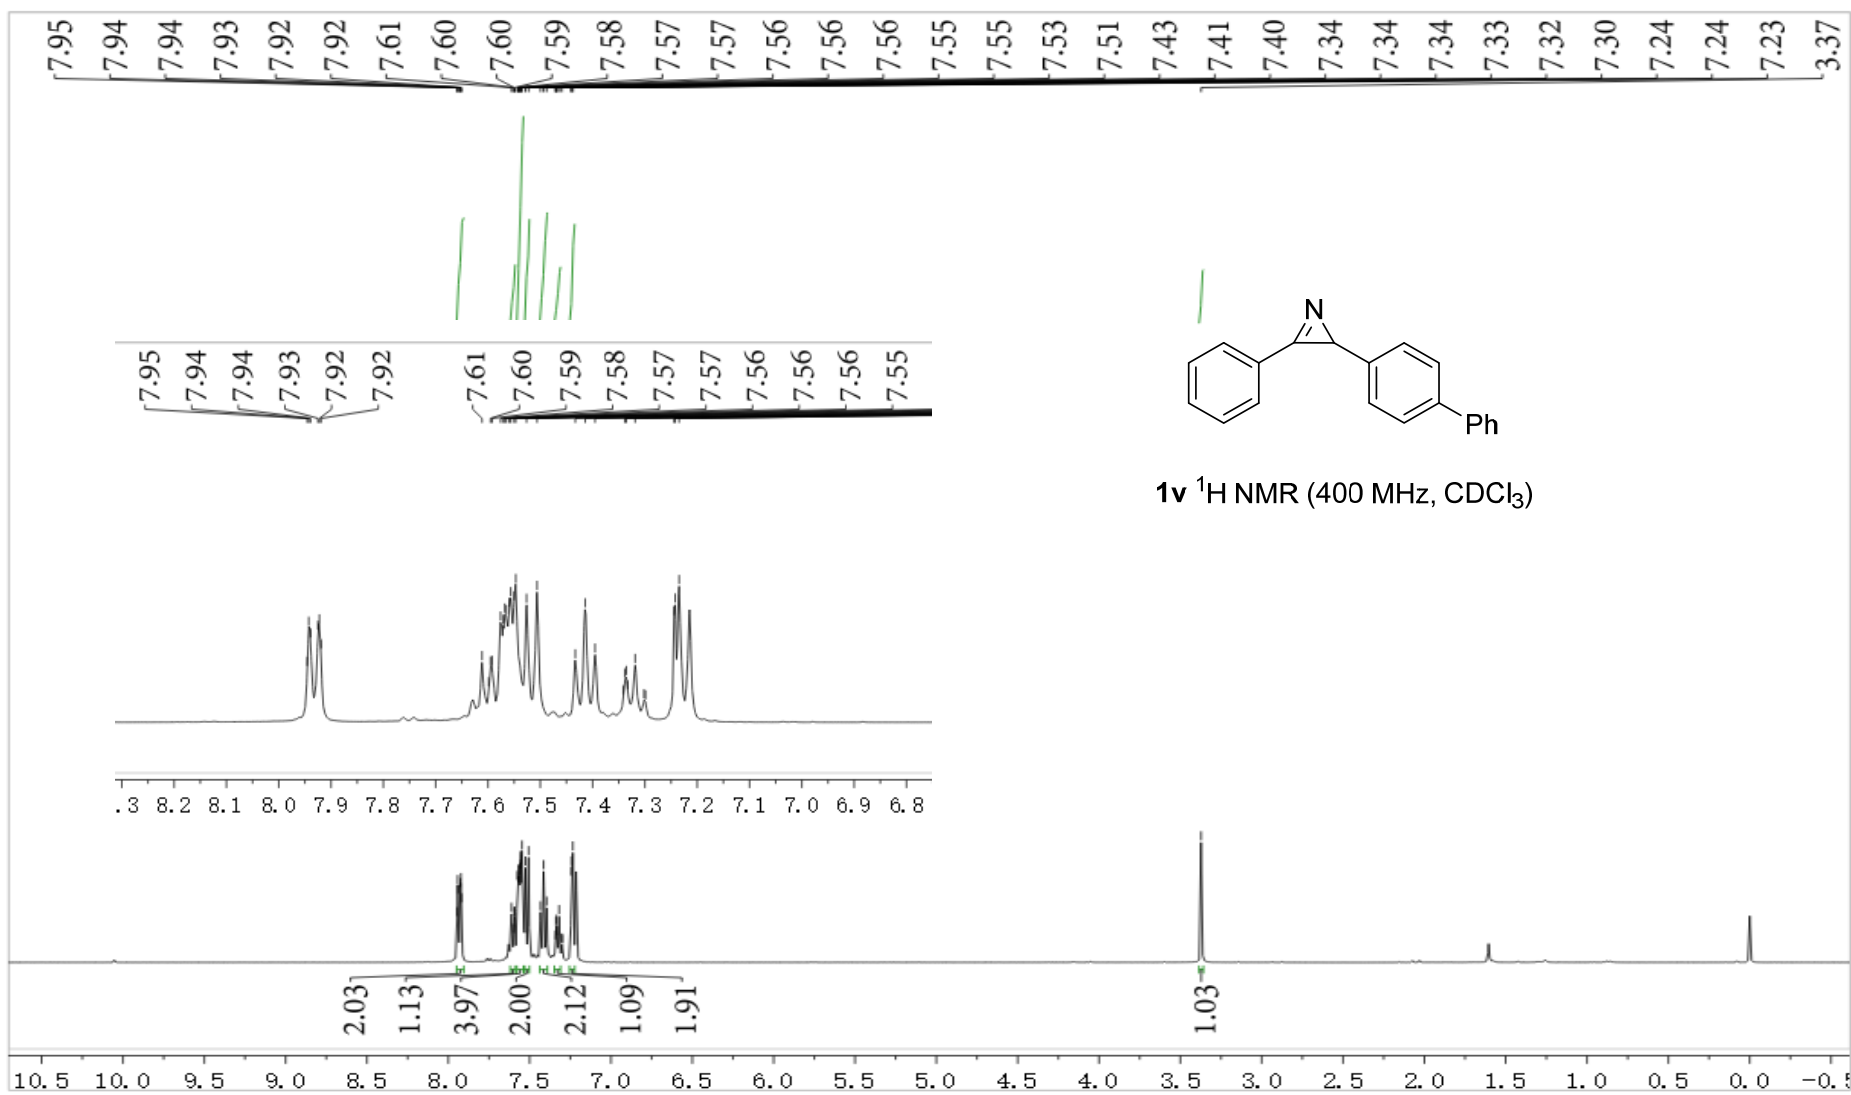 7.95 7.94 7.94 7.93 7.92 7.92 7.61 7.60 7.60 7.59 7.58 7.57 7.57 7.56 7.56 7.56 7.55 7.55 7.53 7.51 7.43 7.41 7.40 7.34 7.34 7.34 7.33 7.32 7.30 7.24 7.24 7.23 3.37
N
7.95 7.94 7.94 7.93 7.92 7.92 7.61 7.60 7.59 7.58 7.57 7.57 7.56 7.56 7.56 7.55
Ph
1v ¹H NMR (400 MHz, CDCl₃)
.3 8.2 8.1 8.0 7.9 7.8 7.7 7.6 7.5 7.4 7.3 7.2 7.1 7.0 6.9 6.8
2.03 1.13 3.97 2.00 2.12 1.09 1.91 1.03
10.5 10.0 9.5 9.0 8.5 8.0 7.5 7.0 6.5 6.0 5.5 5.0 4.5 4.0 3.5 3.0 2.5 2.0 1.5 1.0 0.5 0.0 -0.5